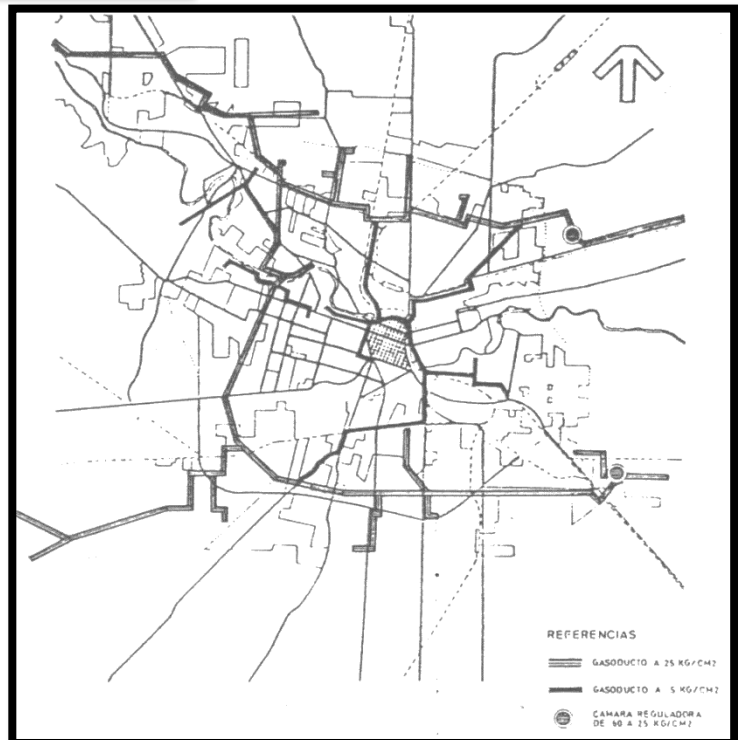 REFERENCIAS
GASODUCTO A 25 KG/CM2
GASODUCTO A 5 KG/CM2
CAMARA REGULADORA
DE 60 A 25 KG/CM2